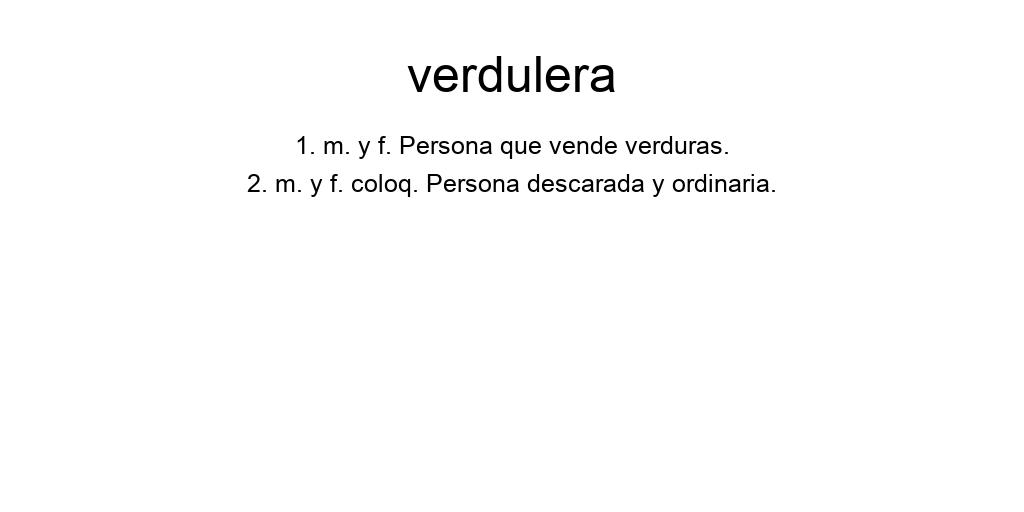 verdulera
1. m. y f. Persona que vende verduras.
2. m. y f. coloq. Persona descarada y ordinaria.